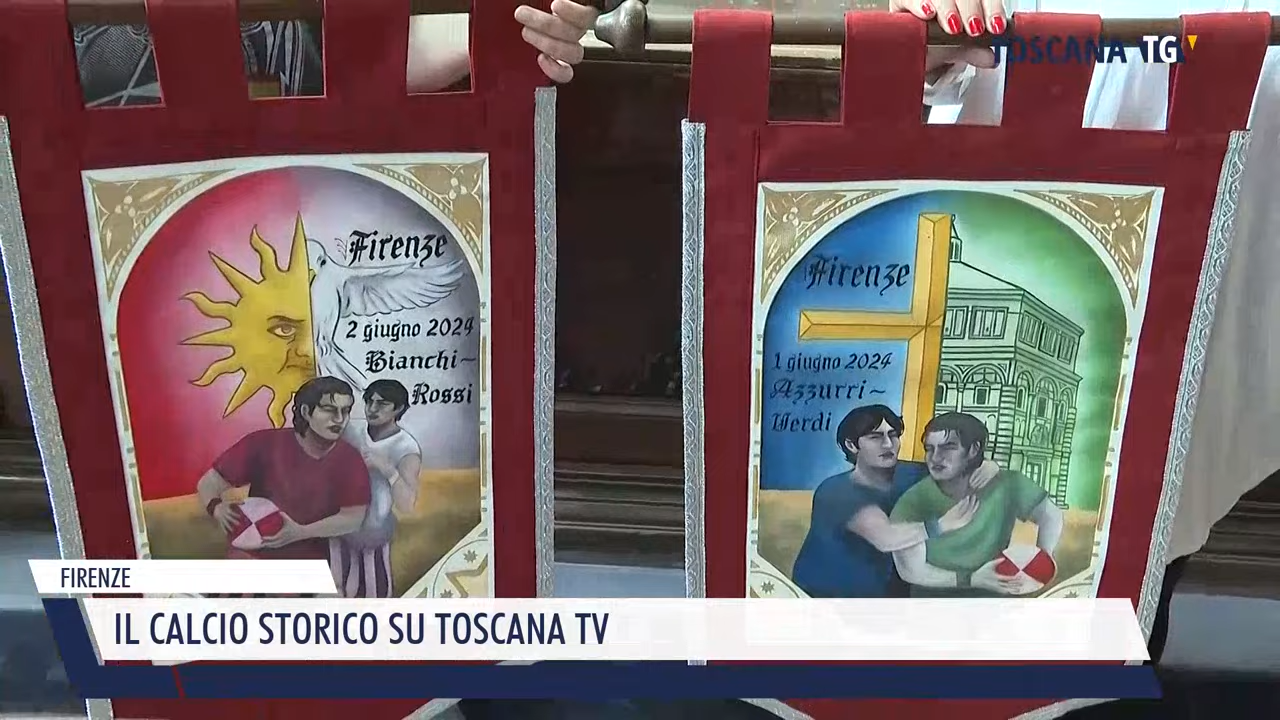 TOSCANA TG
Firenze
2 giugno 2024
Bianchi~
Rossi
Firenze
1 giugno 2024
Azzurri~
Verdi
FIRENZE
IL CALCIO STORICO SU TOSCANA TV